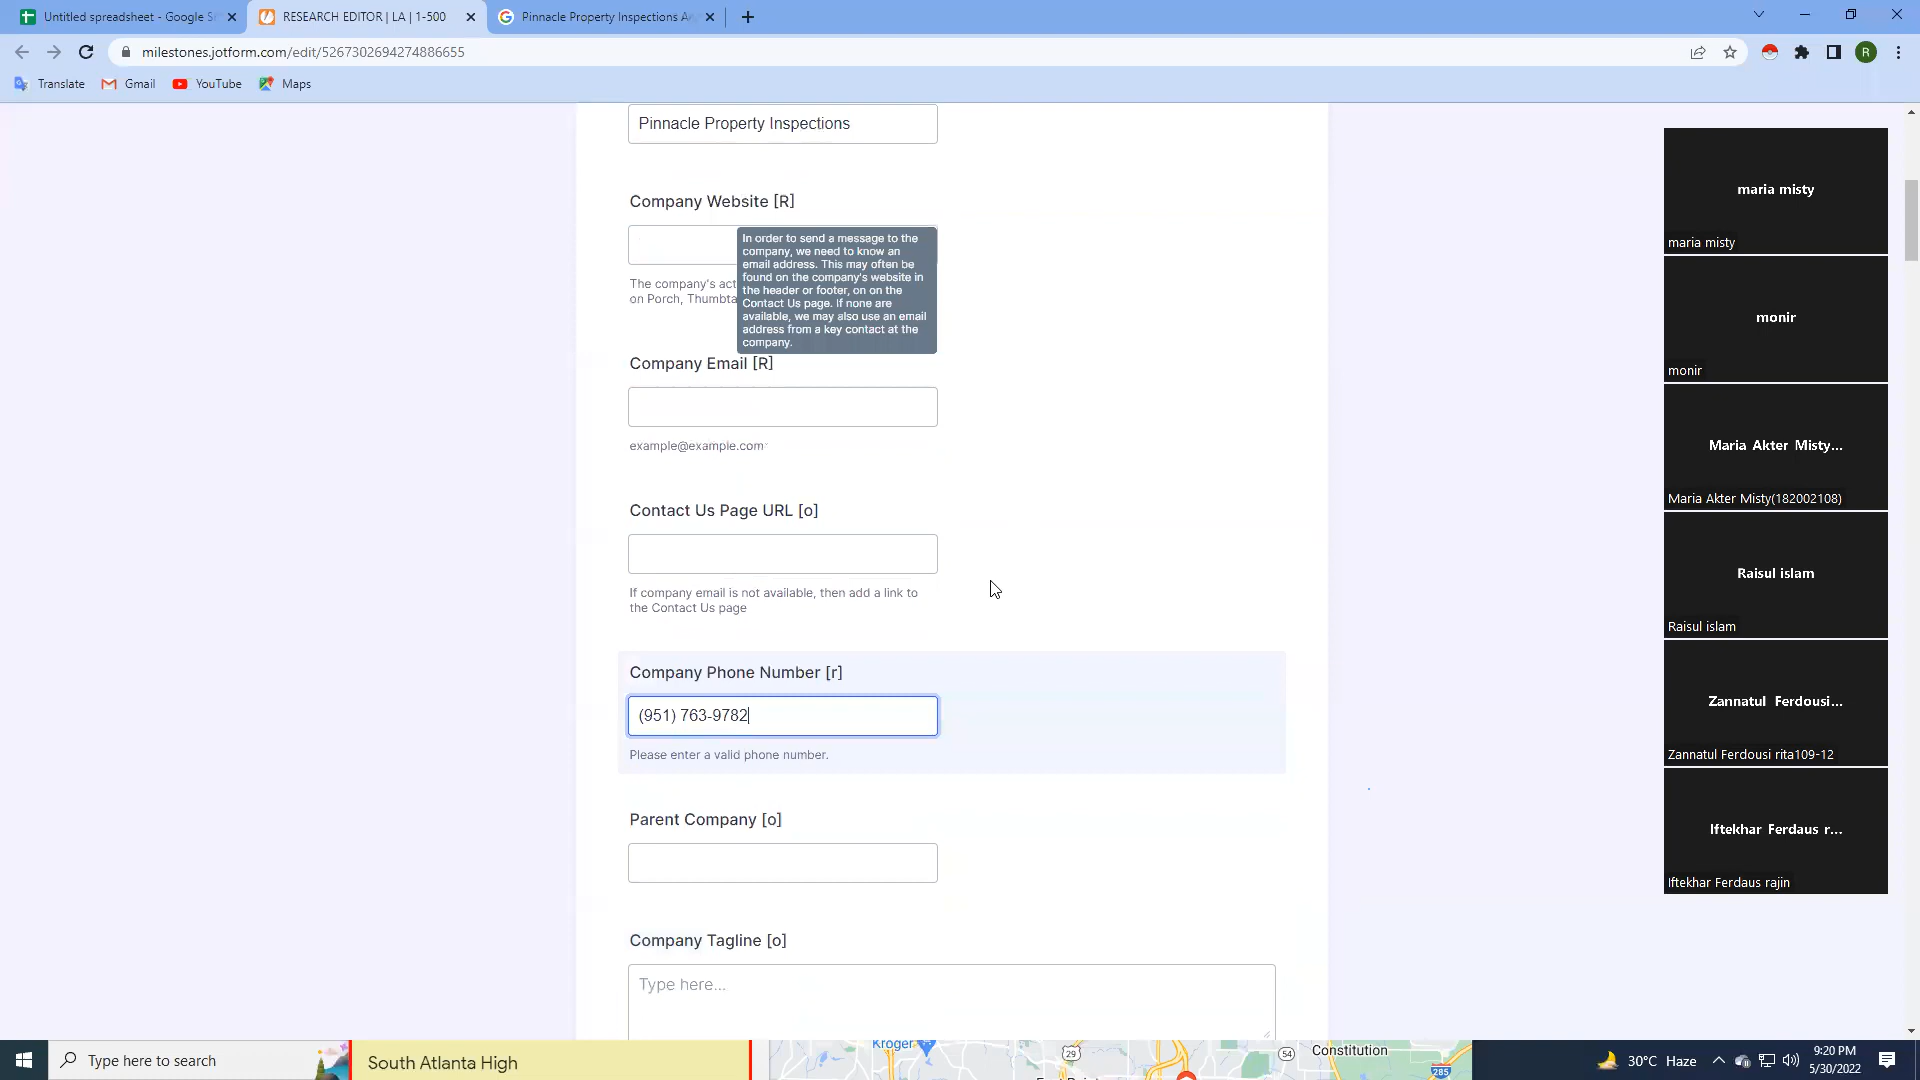 Untitled spreadsheet - Google S
RESEARCH EDITOR | LA | 1-500
Pinnacle Property Inspections A
milestones.jotform.com/edit/5267302694274886655
R
Translate
Gmail
YouTube
Maps
Pinnacle Property Inspections
Company Website [R]
In order to send a message to the
company, we need to know an
email address. This may often be
found on the company's website in
the header or footer, on on the
Contact Us page. If none are
available, we may also use an email
address from a key contact at the
company.
The company's act
on Porch, Thumbta
Company Email [R]
example@example.com
Contact Us Page URL [o]
If company email is not available, then add a link to
the Contact Us page
Company Phone Number [r]
(951) 763-9782
Please enter a valid phone number.
Parent Company [o]
Company Tagline [o]
Type here...
maria misty
maria misty
monir
monir
Maria Akter Misty...
Maria Akter Misty(182002108)
Raisul islam
Raisul islam
Zannatul Ferdousi...
Zannatul Ferdousi rita109-12
Iftekhar Ferdaus r...
Iftekhar Ferdaus rajin
Type here to search
South Atlanta High
Kroger
29
54
Constitution
285
30°C Haze
9:20 PM
5/30/2022